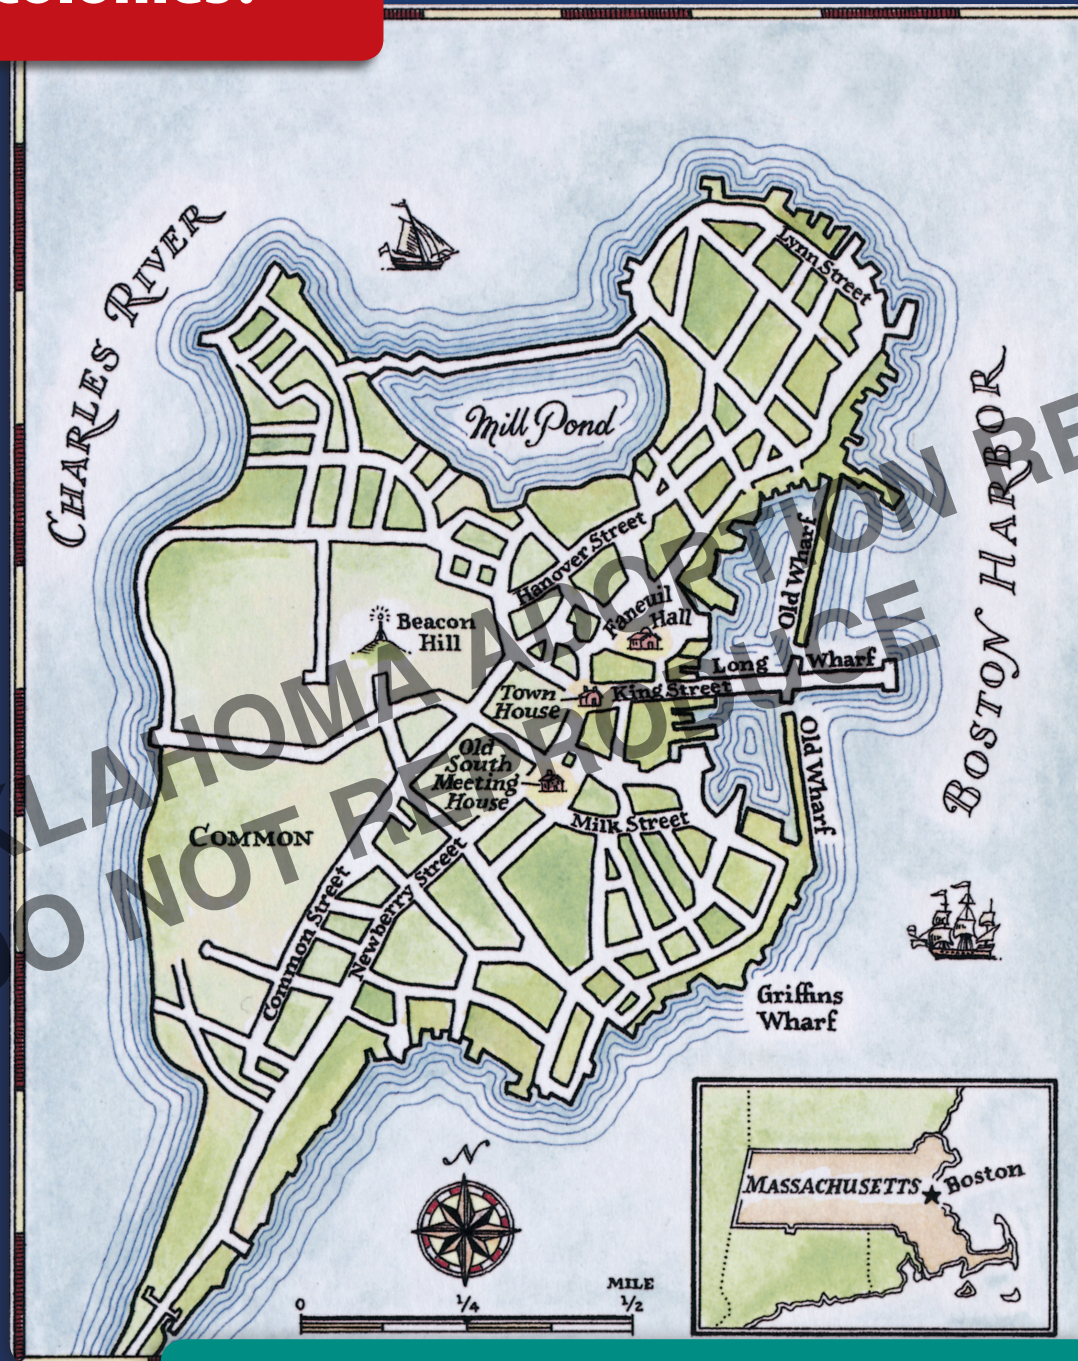 colonies?
CHARLES RIVER
Lynn Street
Mill Pond
BOSTON HARBOR
Hanover Street
Old Wharf
Faneuil
Hall
Beacon
Hill
Long Wharf
Town
House
King Street
Old
South
Meeting
House
Old Wharf
Milk Street
COMMON
Common Street
Newberry Street
Griffins
Wharf
N
MILE
0 1/4 1/2
MASSACHUSETTS
Boston
OKLAHOMA ADOPTION RE
DO NOT REPRODUCE